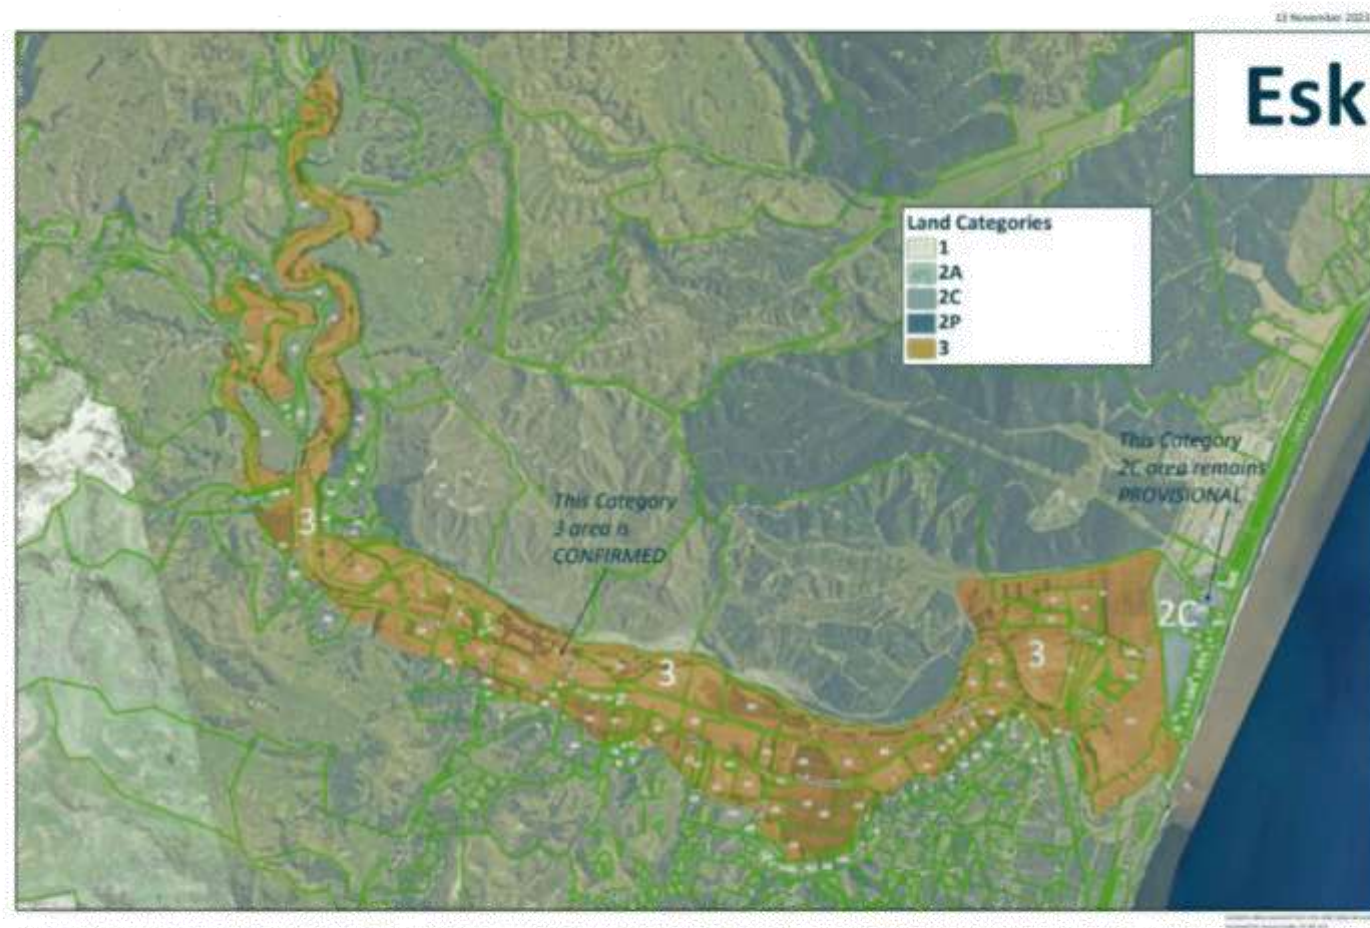 Esk
Land Categories
1
2A
2C
2P
3
This Category
2C area remains
PROVISIONAL
This Category
3 area is
CONFIRMED
3
2C
3
3